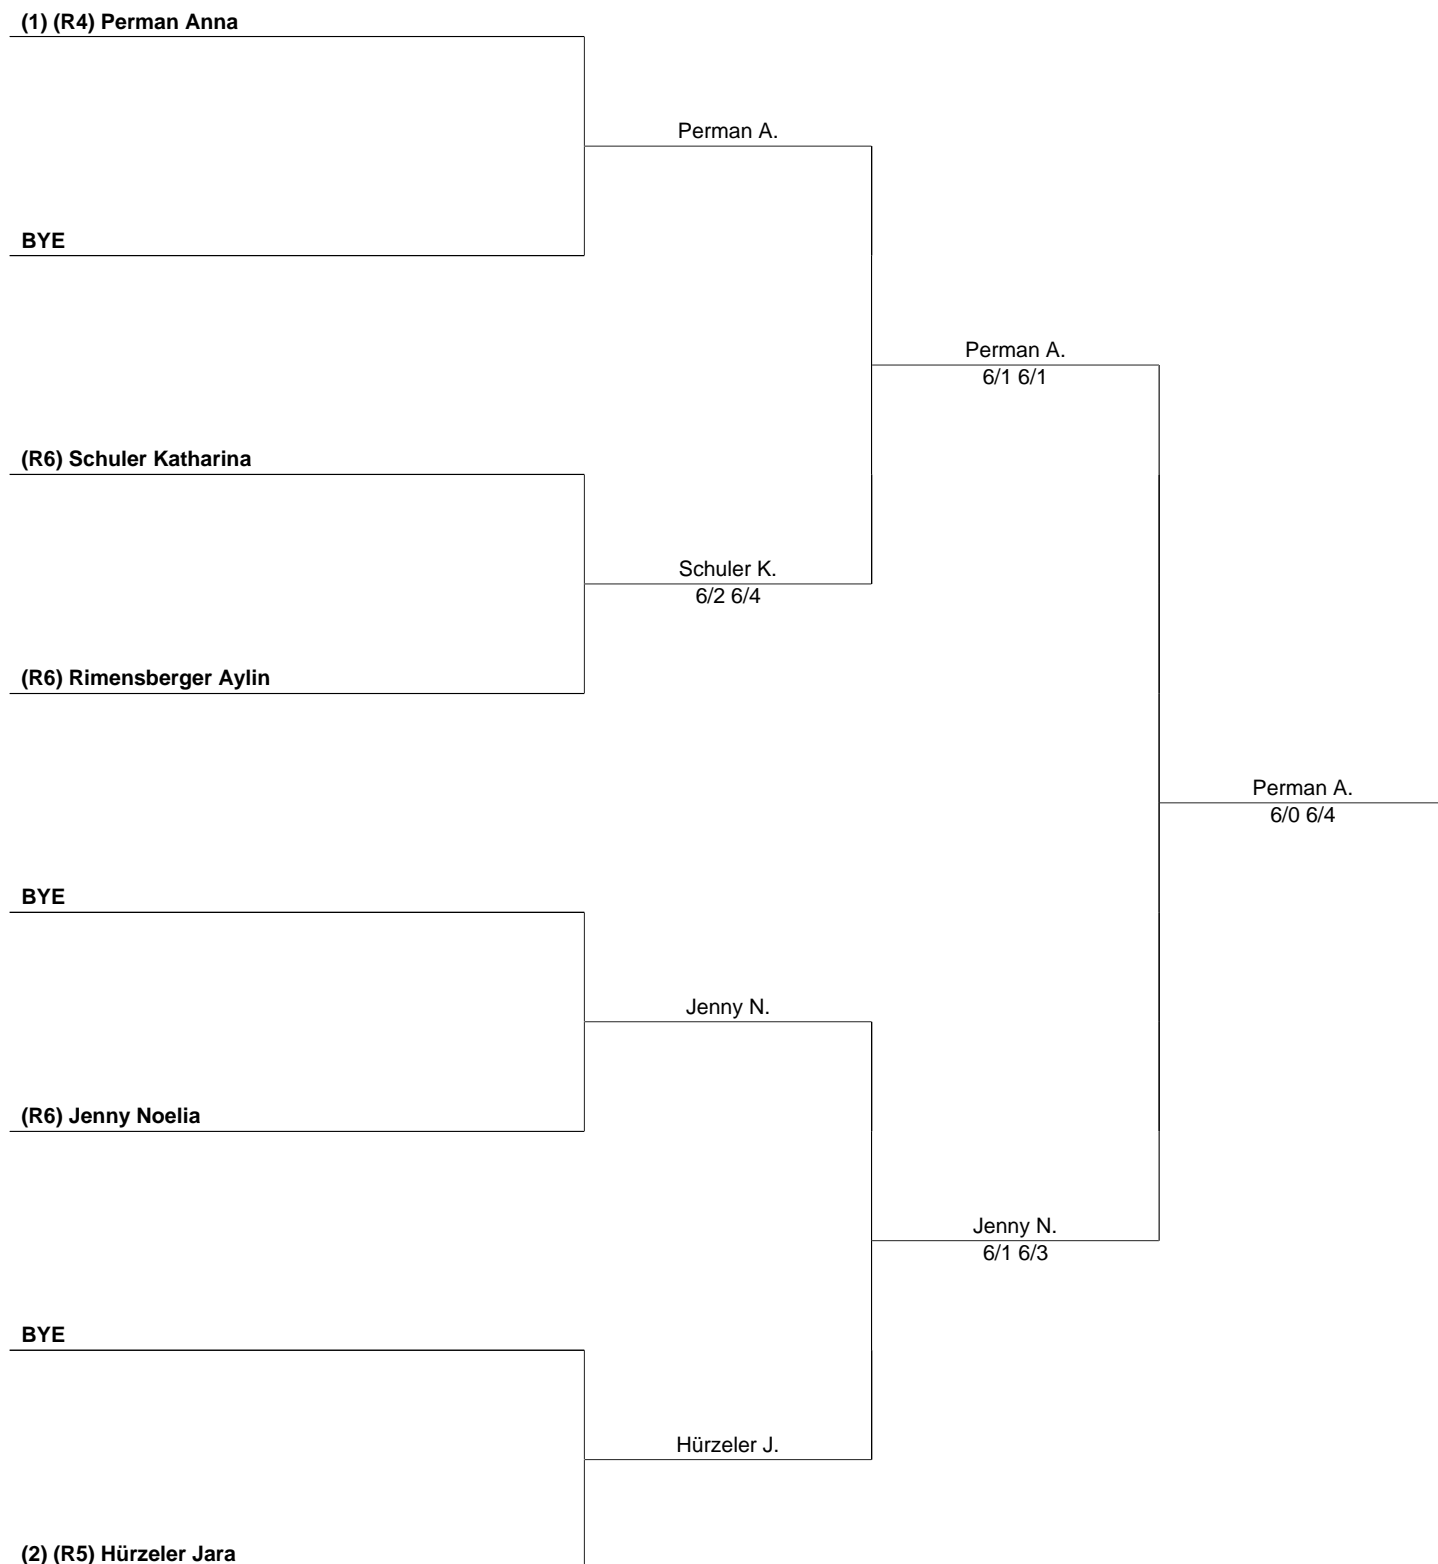 (1) (R4) Perman Anna
Perman A.
BYE
Perman A.
6/1 6/1
(R6) Schuler Katharina
Schuler K.
6/2 6/4
(R6) Rimensberger Aylin
Perman A.
6/0 6/4
BYE
Jenny N.
(R6) Jenny Noelia
Jenny N.
6/1 6/3
BYE
Hürzeler J.
(2) (R5) Hürzeler Jara